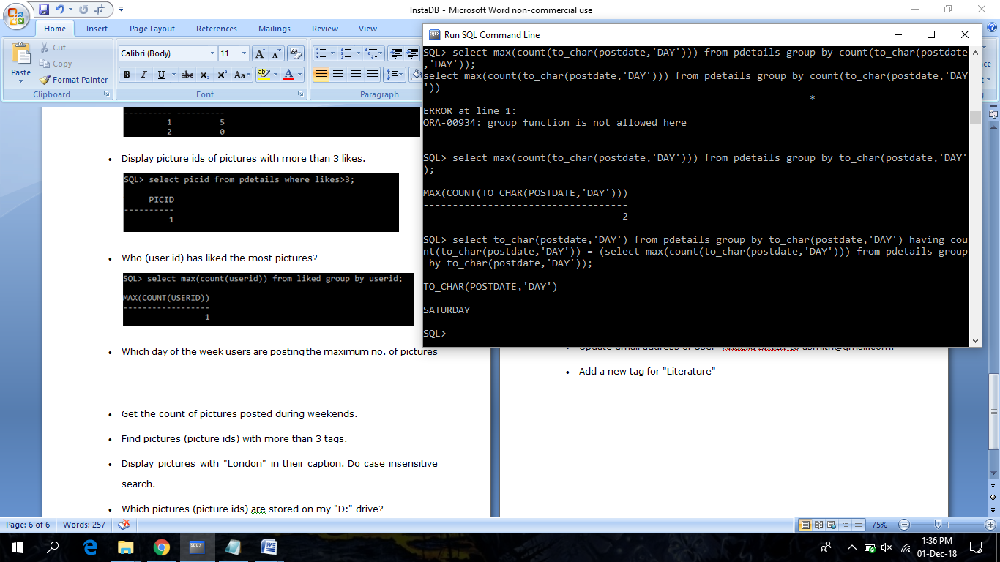 InstaDB - Microsoft Word non-commercial use
Home Insert Page Layout References Mailings Review View
Paste
Cut
Copy
Format Painter
Clipboard
Calibri (Body) 11
B I U abc X₂ X² Aa
Font
Paragraph
---------- ----------
1 5
2 0
• Display picture ids of pictures with more than 3 likes.
SQL> select picid from pdetails where likes>3;
PICID
----------
1
• Who (user id) has liked the most pictures?
SQL> select max(count(userid)) from liked group by userid;
MAX(COUNT(USERID))
------------------
1
• Which day of the week users are posting the maximum no. of pictures
• Get the count of pictures posted during weekends.
• Find pictures (picture ids) with more than 3 tags.
• Display pictures with "London" in their caption. Do case insensitive
search.
• Which pictures (picture ids) are stored on my "D:" drive?
Run SQL Command Line
SQL> select max(count(to_char(postdate,'DAY'))) from pdetails group by count(to_char(postdate
,'DAY'));
select max(count(to_char(postdate,'DAY'))) from pdetails group by count(to_char(postdate,'DAY
'))
*
ERROR at line 1:
ORA-00934: group function is not allowed here
SQL> select max(count(to_char(postdate,'DAY'))) from pdetails group by to_char(postdate,'DAY'
);
MAX(COUNT(TO_CHAR(POSTDATE,'DAY')))
-----------------------------------
2
SQL> select to_char(postdate,'DAY') from pdetails group by to_char(postdate,'DAY') having cou
nt(to_char(postdate,'DAY')) = (select max(count(to_char(postdate,'DAY'))) from pdetails group
by to_char(postdate,'DAY'));
TO_CHAR(POSTDATE,'DAY')
------------------------------------
SATURDAY
SQL>
• Update email address of User "Angela Smith to asmith@gmail.com.
• Add a new tag for "Literature"
Page: 6 of 6 Words: 257
75%
1:36 PM
01-Dec-18